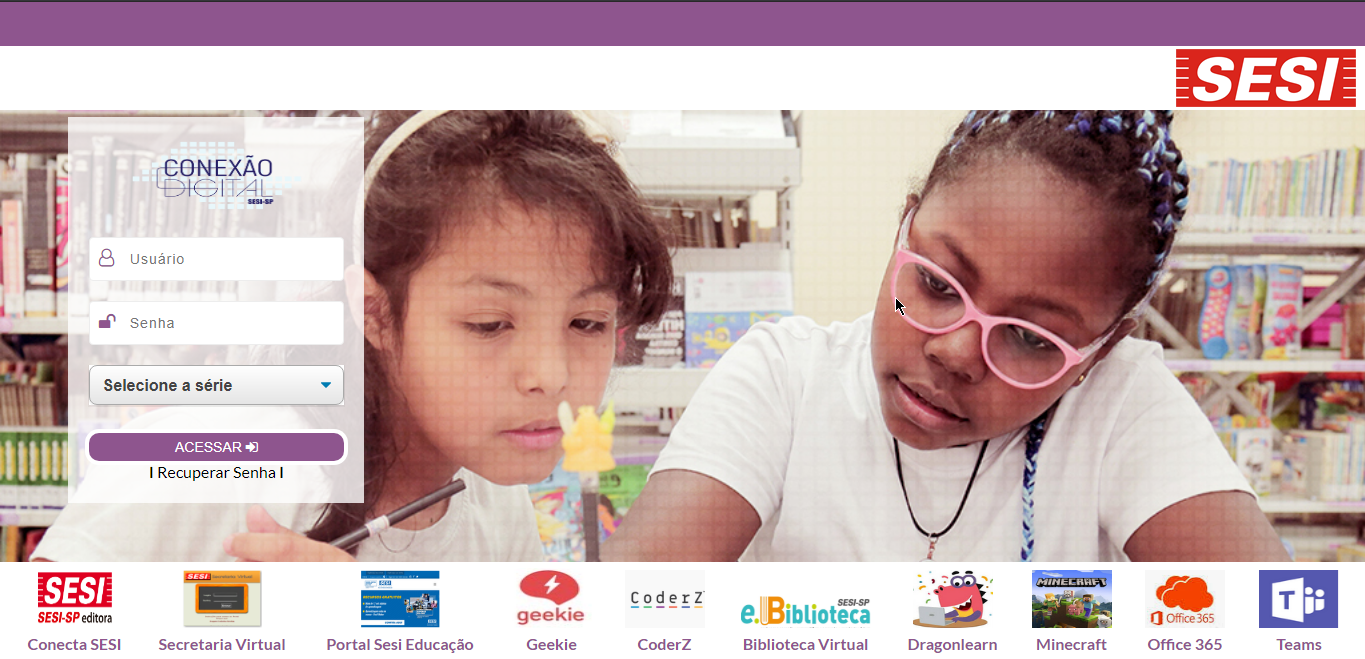 SESI
CONEXÃO
DIGITAL
SESI-SP
Usuário
Senha
Selecione a série
ACESSAR
I Recuperar Senha I
SESI
SESI-SP editora
Conecta SESI
SESI
Secretaria Virtual
Portal Sesi Educação
geekie
Geekie
CoderZ
CoderZ
SESI-SP
e.Biblioteca
Biblioteca Virtual
Dragonlearn
MINECRAFT
Minecraft
Office 365
Office 365
T
Teams